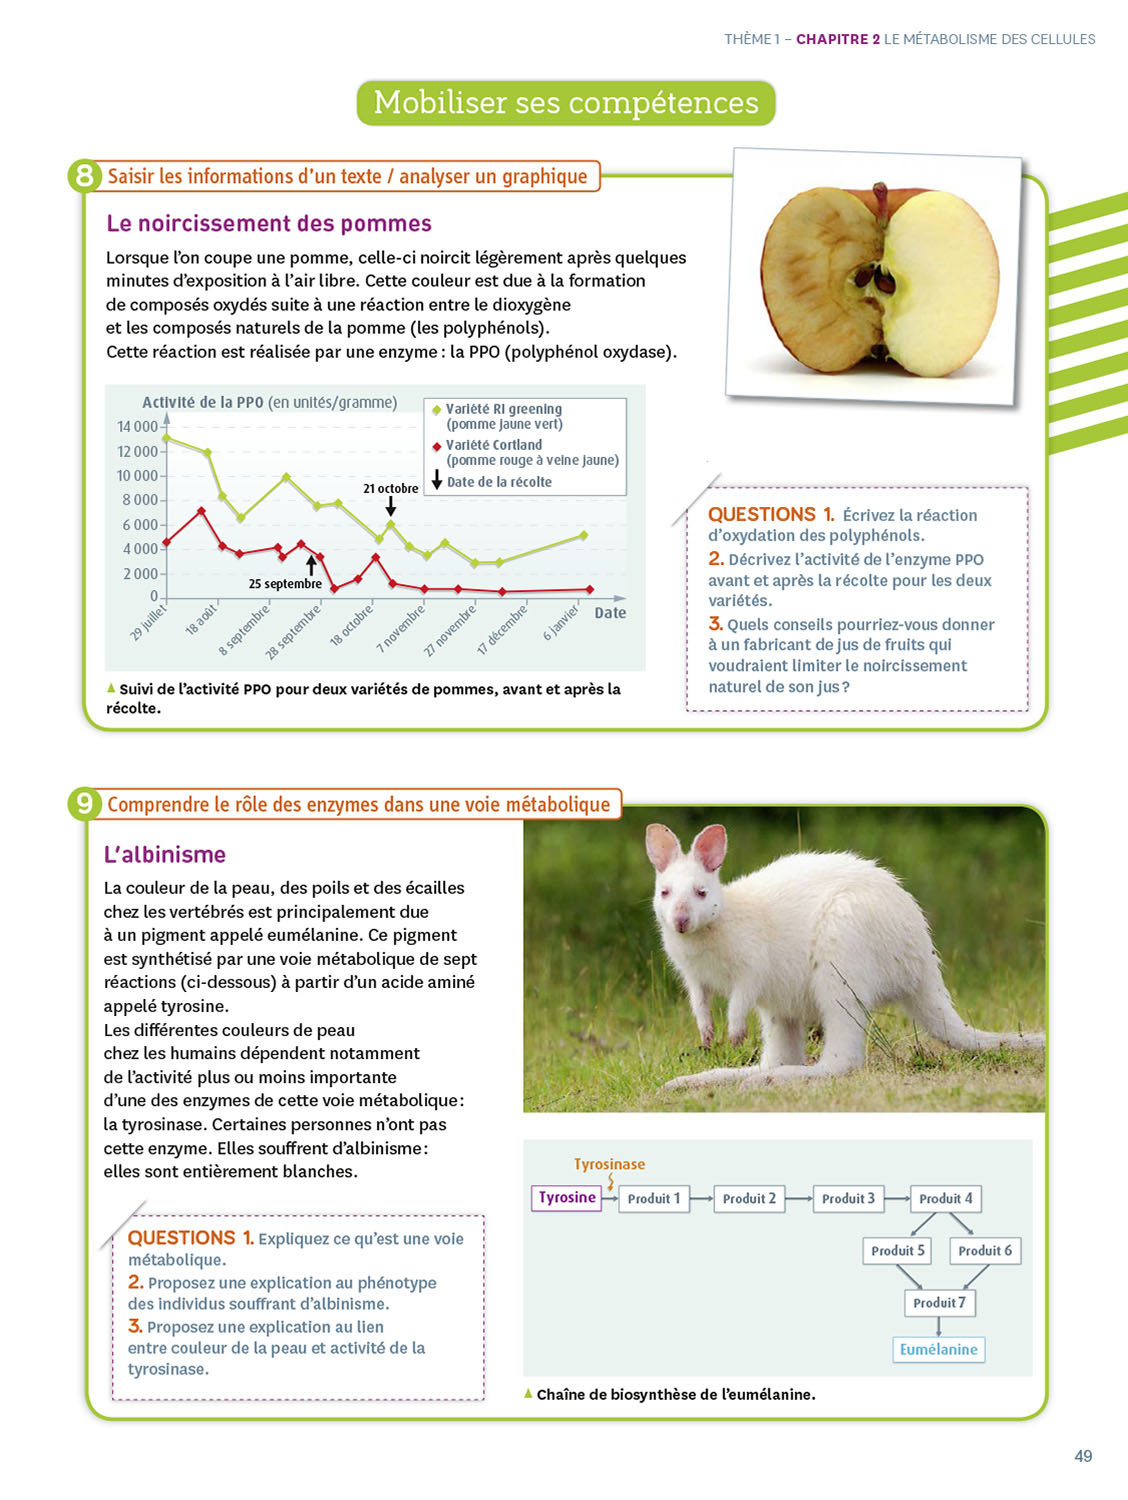 THÈME 1 – CHAPITRE 2 LE MÉTABOLISME DES CELLULES
Mobiliser ses compétences
8 Saisir les informations d'un texte / analyser un graphique
Le noircissement des pommes
Lorsque l'on coupe une pomme, celle-ci noircit légèrement après quelques
minutes d'exposition à l'air libre. Cette couleur est due à la formation
de composés oxydés suite à une réaction entre le dioxygène
et les composés naturels de la pomme (les polyphénols).
Cette réaction est réalisée par une enzyme : la PPO (polyphénol oxydase).
Activité de la PPO (en unités/gramme)
14 000
12 000
10 000
8 000
6 000
4 000
2 000
0
Variété RI greening
(pomme jaune vert)
Variété Cortland
(pomme rouge à veine jaune)
Date de la récolte
21 octobre
25 septembre
29 juillet
18 août
8 septembre
28 septembre
18 octobre
7 novembre
27 novembre
17 décembre
6 janvier
Date
Suivi de l'activité PPO pour deux variétés de pommes, avant et après la
récolte.
QUESTIONS 1. Écrivez la réaction
d'oxydation des polyphénols.
2. Décrivez l'activité de l'enzyme PPO
avant et après la récolte pour les deux
variétés.
3. Quels conseils pourriez-vous donner
à un fabricant de jus de fruits qui
voudraient limiter le noircissement
naturel de son jus ?
9 Comprendre le rôle des enzymes dans une voie métabolique
L'albinisme
La couleur de la peau, des poils et des écailles
chez les vertébrés est principalement due
à un pigment appelé eumélanine. Ce pigment
est synthétisé par une voie métabolique de sept
réactions (ci-dessous) à partir d'un acide aminé
appelé tyrosine.
Les différentes couleurs de peau
chez les humains dépendent notamment
de l'activité plus ou moins importante
d'une des enzymes de cette voie métabolique :
la tyrosinase. Certaines personnes n'ont pas
cette enzyme. Elles souffrent d'albinisme :
elles sont entièrement blanches.
QUESTIONS 1. Expliquez ce qu'est une voie
métabolique.
2. Proposez une explication au phénotype
des individus souffrant d'albinisme.
3. Proposez une explication au lien
entre couleur de la peau et activité de la
tyrosinase.
Tyrosinase
Tyrosine
Produit 1
Produit 2
Produit 3
Produit 4
Produit 5
Produit 6
Produit 7
Eumélanine
Chaîne de biosynthèse de l'eumélanine.
49